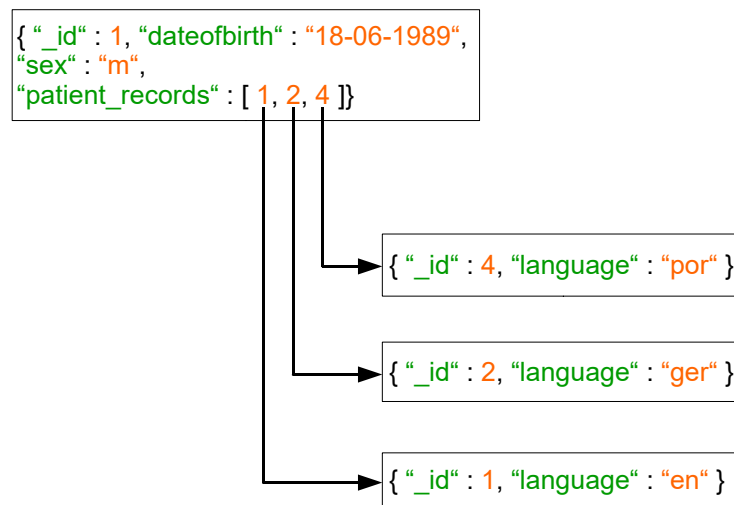 { “_id“ : 1, “dateofbirth“ : “18-06-1989“,
“sex“ : “m“,
“patient_records“ : [ 1, 2, 4 ]}
{ “_id“ : 4, “language“ : “por“ }
{ “_id“ : 2, “language“ : “ger“ }
{ “_id“ : 1, “language“ : “en“ }